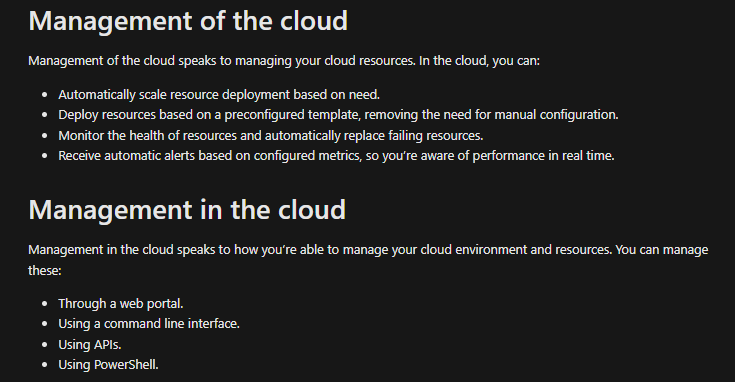 Management of the cloud
Management of the cloud speaks to managing your cloud resources. In the cloud, you can:
• Automatically scale resource deployment based on need.
• Deploy resources based on a preconfigured template, removing the need for manual configuration.
• Monitor the health of resources and automatically replace failing resources.
• Receive automatic alerts based on configured metrics, so you’re aware of performance in real time.
Management in the cloud
Management in the cloud speaks to how you’re able to manage your cloud environment and resources. You can manage
these:
• Through a web portal.
• Using a command line interface.
• Using APIs.
• Using PowerShell.